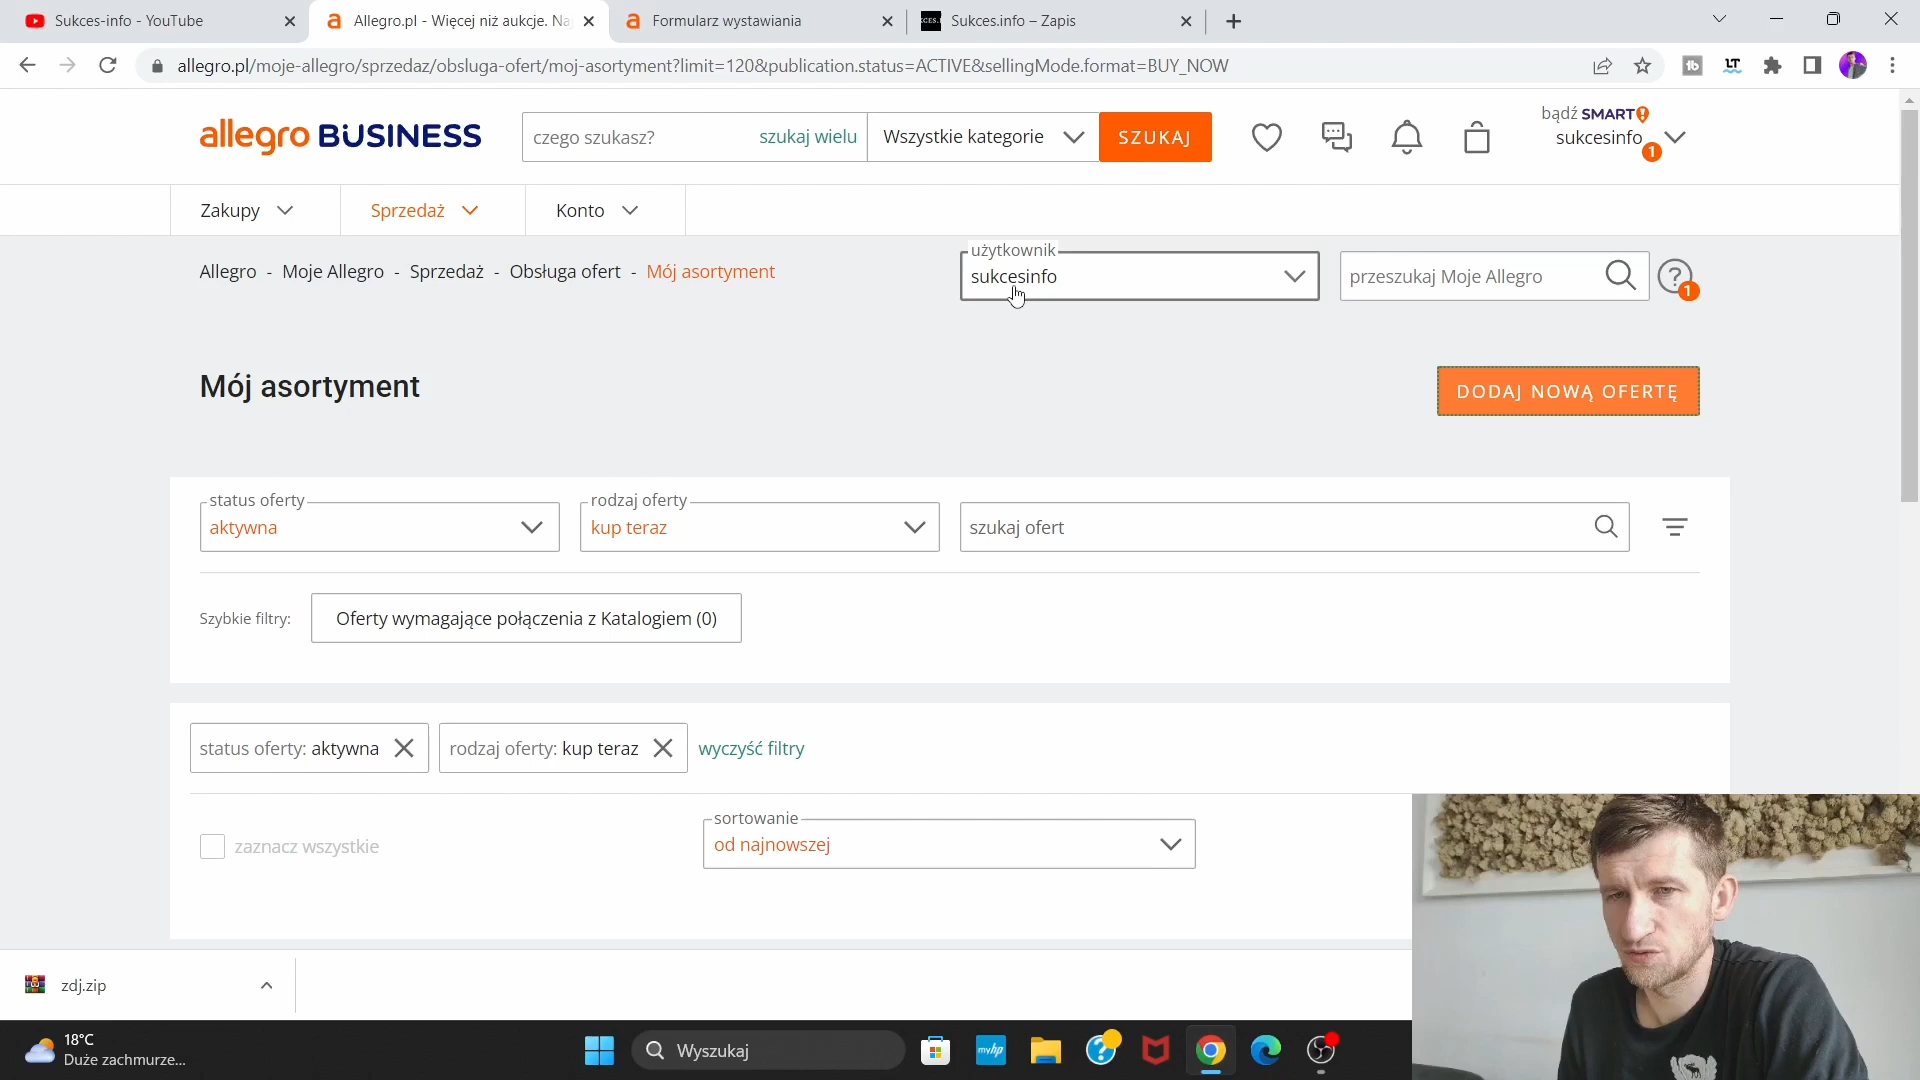 Sukces-info - YouTube
Allegro.pl - Więcej niż aukcje. Na
Formularz wystawiania
Sukces.info – Zapis
allegro.pl/moje-allegro/sprzedaz/obsluga-ofert/moj-asortyment?limit=120&publication.status=ACTIVE&sellingMode.format=BUY_NOW
allegro BUSINESS
czego szukasz?
szukaj wielu
Wszystkie kategorie
SZUKAJ
bądź SMART!
sukcesinfo
1
Zakupy
Sprzedaż
Konto
Allegro - Moje Allegro - Sprzedaż - Obsługa ofert - Mój asortyment
użytkownik
sukcesinfo
przeszukaj Moje Allegro
1
Mój asortyment
DODAJ NOWĄ OFERTĘ
status oferty
aktywna
rodzaj oferty
kup teraz
szukaj ofert
Szybkie filtry:
Oferty wymagające połączenia z Katalogiem (0)
status oferty: aktywna
rodzaj oferty: kup teraz
wyczyść filtry
zaznacz wszystkie
sortowanie
od najnowszej
zdj.zip
18°C
Duże zachmurze...
Wyszukaj
myhp